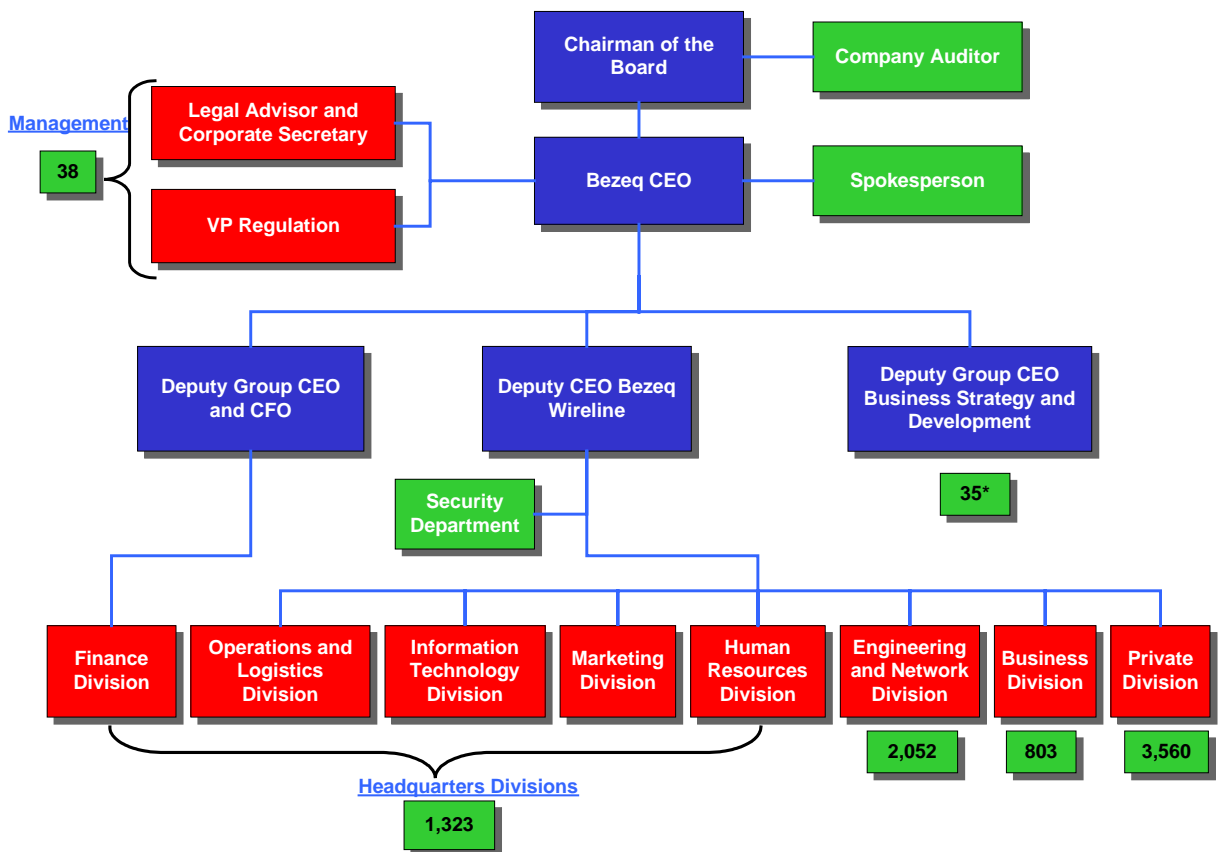 Chairman of the
Board
Company Auditor
Management
38
Legal Advisor and
Corporate Secretary
VP Regulation
Bezeq CEO
Spokesperson
Deputy Group CEO
and CFO
Deputy CEO Bezeq
Wireline
Deputy Group CEO
Business Strategy and
Development
35*
Security
Department
Finance
Division
Operations and
Logistics
Division
Information
Technology
Division
Marketing
Division
Human
Resources
Division
Engineering
and Network
Division
Business
Division
Private
Division
2,052
803
3,560
Headquarters Divisions
1,323